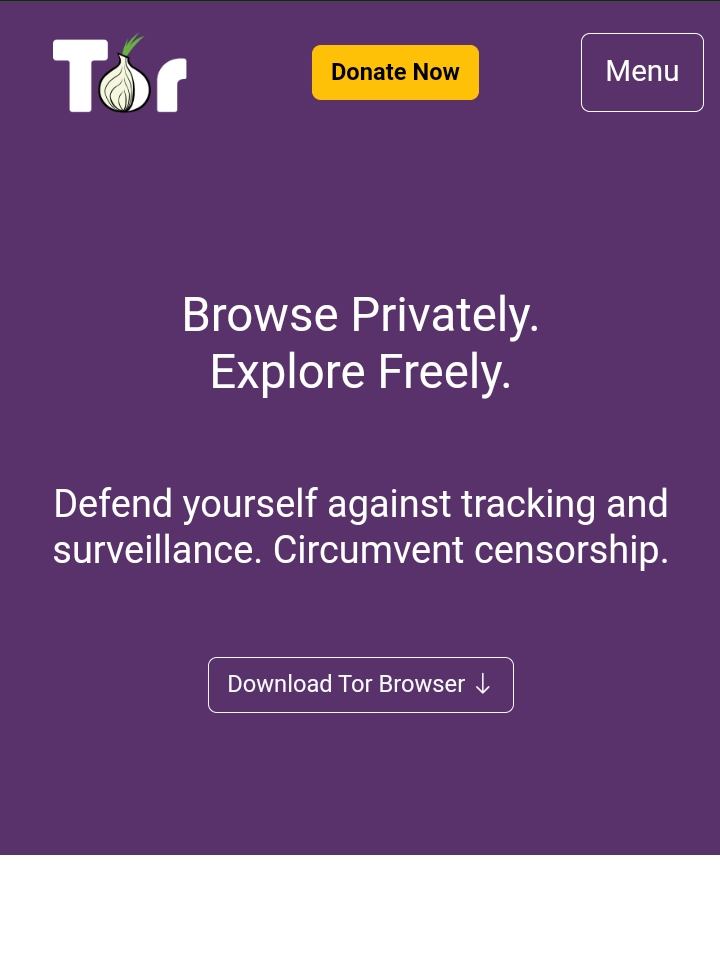 Tor
Donate Now
Menu
Browse Privately.
Explore Freely.
Defend yourself against tracking and
surveillance. Circumvent censorship.
Download Tor Browser ↓